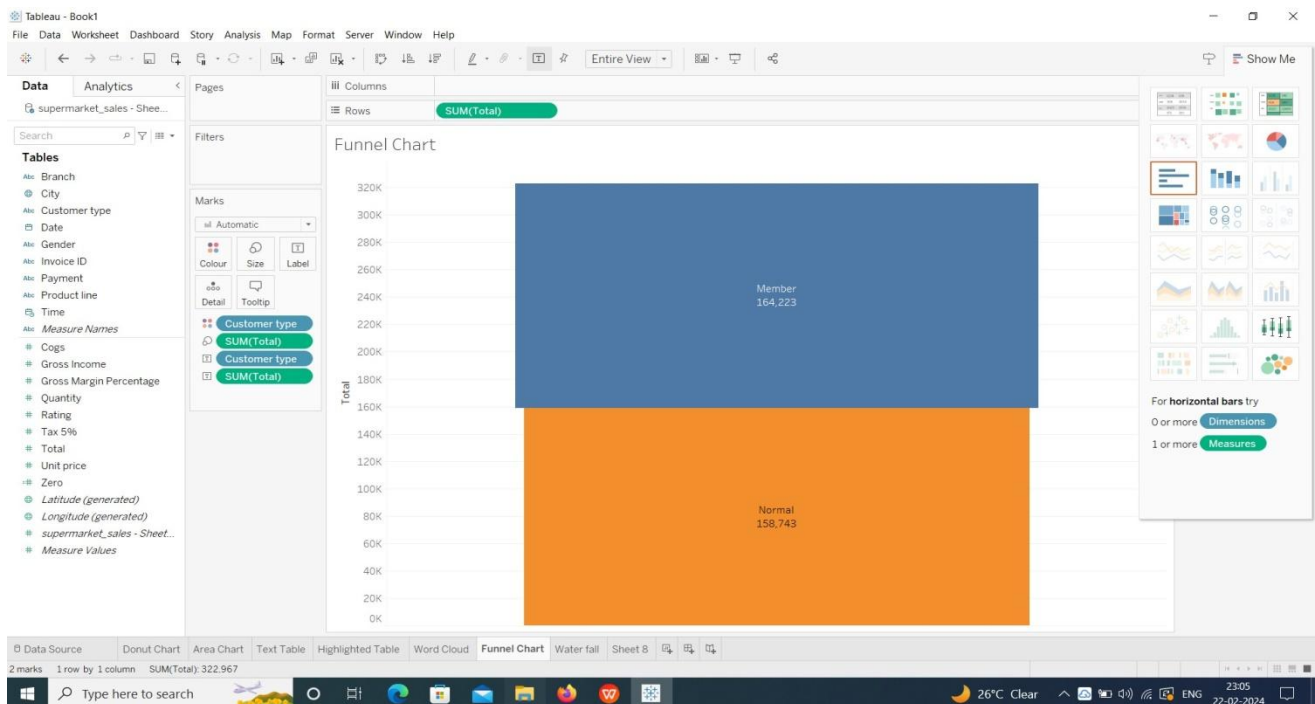 Tableau - Book1
File Data Worksheet Dashboard Story Analysis Map Format Server Window Help
Entire View
Show Me
Data Analytics
supermarket_sales - Shee...
Search
Tables
Abc Branch
City
Abc Customer type
Date
Abc Gender
Abc Invoice ID
Abc Payment
Abc Product line
Time
Abc Measure Names
# Cogs
# Gross Income
# Gross Margin Percentage
# Quantity
# Rating
# Tax 5%
# Total
# Unit price
# Zero
Latitude (generated)
Longitude (generated)
# supermarket_sales - Sheet...
# Measure Values
Pages
Filters
Marks
Automatic
Colour Size Label
Detail Tooltip
Customer type
SUM(Total)
Customer type
SUM(Total)
iii Columns
Rows SUM(Total)
Funnel Chart
Total
320K
300K
280K
260K
240K
220K
200K
180K
160K
140K
120K
100K
80K
60K
40K
20K
0K
Member
164,223
Normal
158,743
For horizontal bars try
0 or more Dimensions
1 or more Measures
Data Source Donut Chart Area Chart Text Table Highlighted Table Word Cloud Funnel Chart Water fall Sheet 8
2 marks 1 row by 1 column SUM(Total): 322,967
Type here to search
26°C Clear
ENG
23:05
22-02-2024